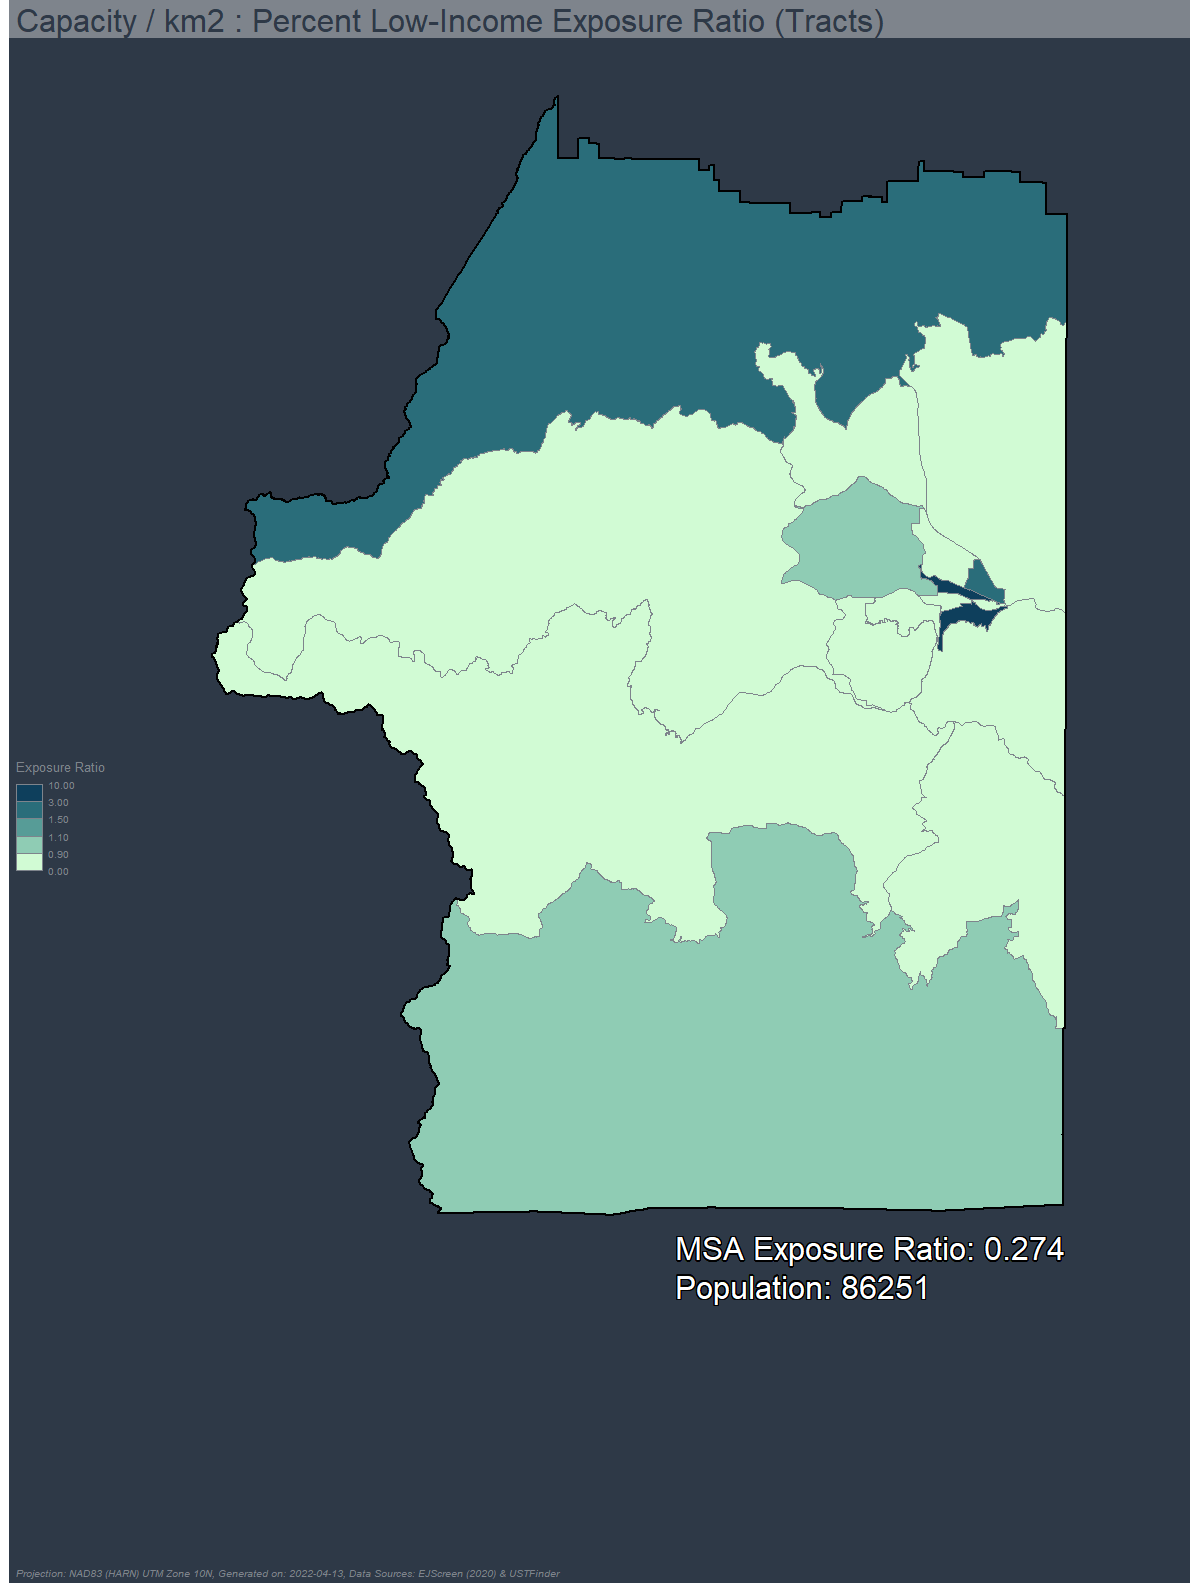 Capacity / km2 : Percent Low-Income Exposure Ratio (Tracts)
Exposure Ratio
10.00
3.00
1.50
1.10
0.90
0.00
MSA Exposure Ratio: 0.274
Population: 86251
Projection: NAD83 (HARN) UTM Zone 10N, Generated on: 2022-04-13, Data Sources: EJScreen (2020) & USTFinder